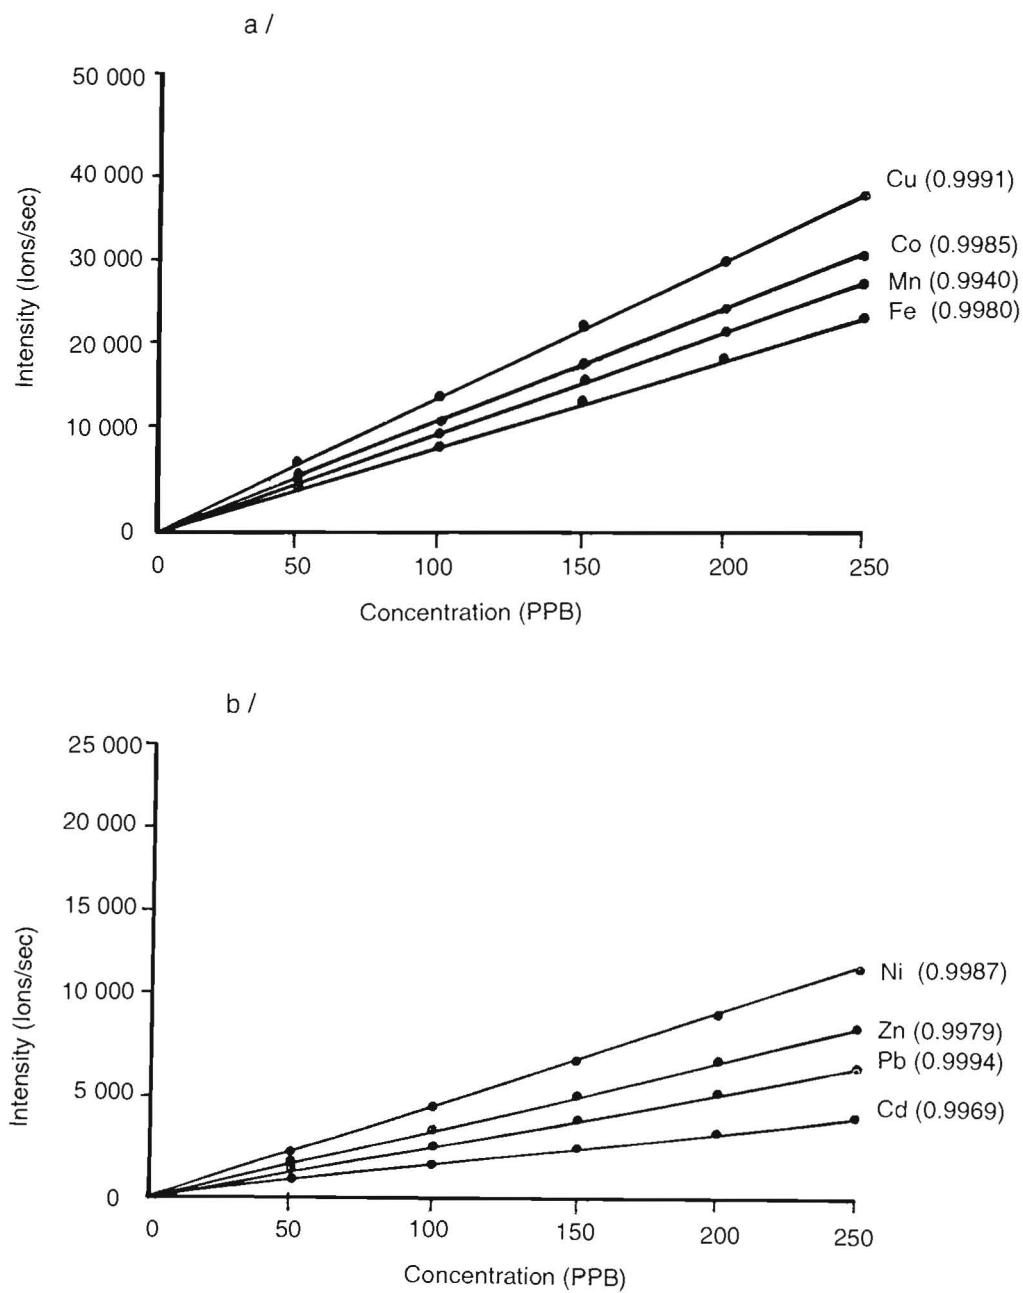 a /
50 000
40 000
30 000
20 000
10 000
0
Intensity (Ions/sec)
Cu (0.9991)
Co (0.9985)
Mn (0.9940)
Fe (0.9980)
0 50 100 150 200 250
Concentration (PPB)
b /
25 000
20 000
15 000
10 000
5 000
0
Intensity (Ions/sec)
Ni (0.9987)
Zn (0.9979)
Pb (0.9994)
Cd (0.9969)
0 50 100 150 200 250
Concentration (PPB)